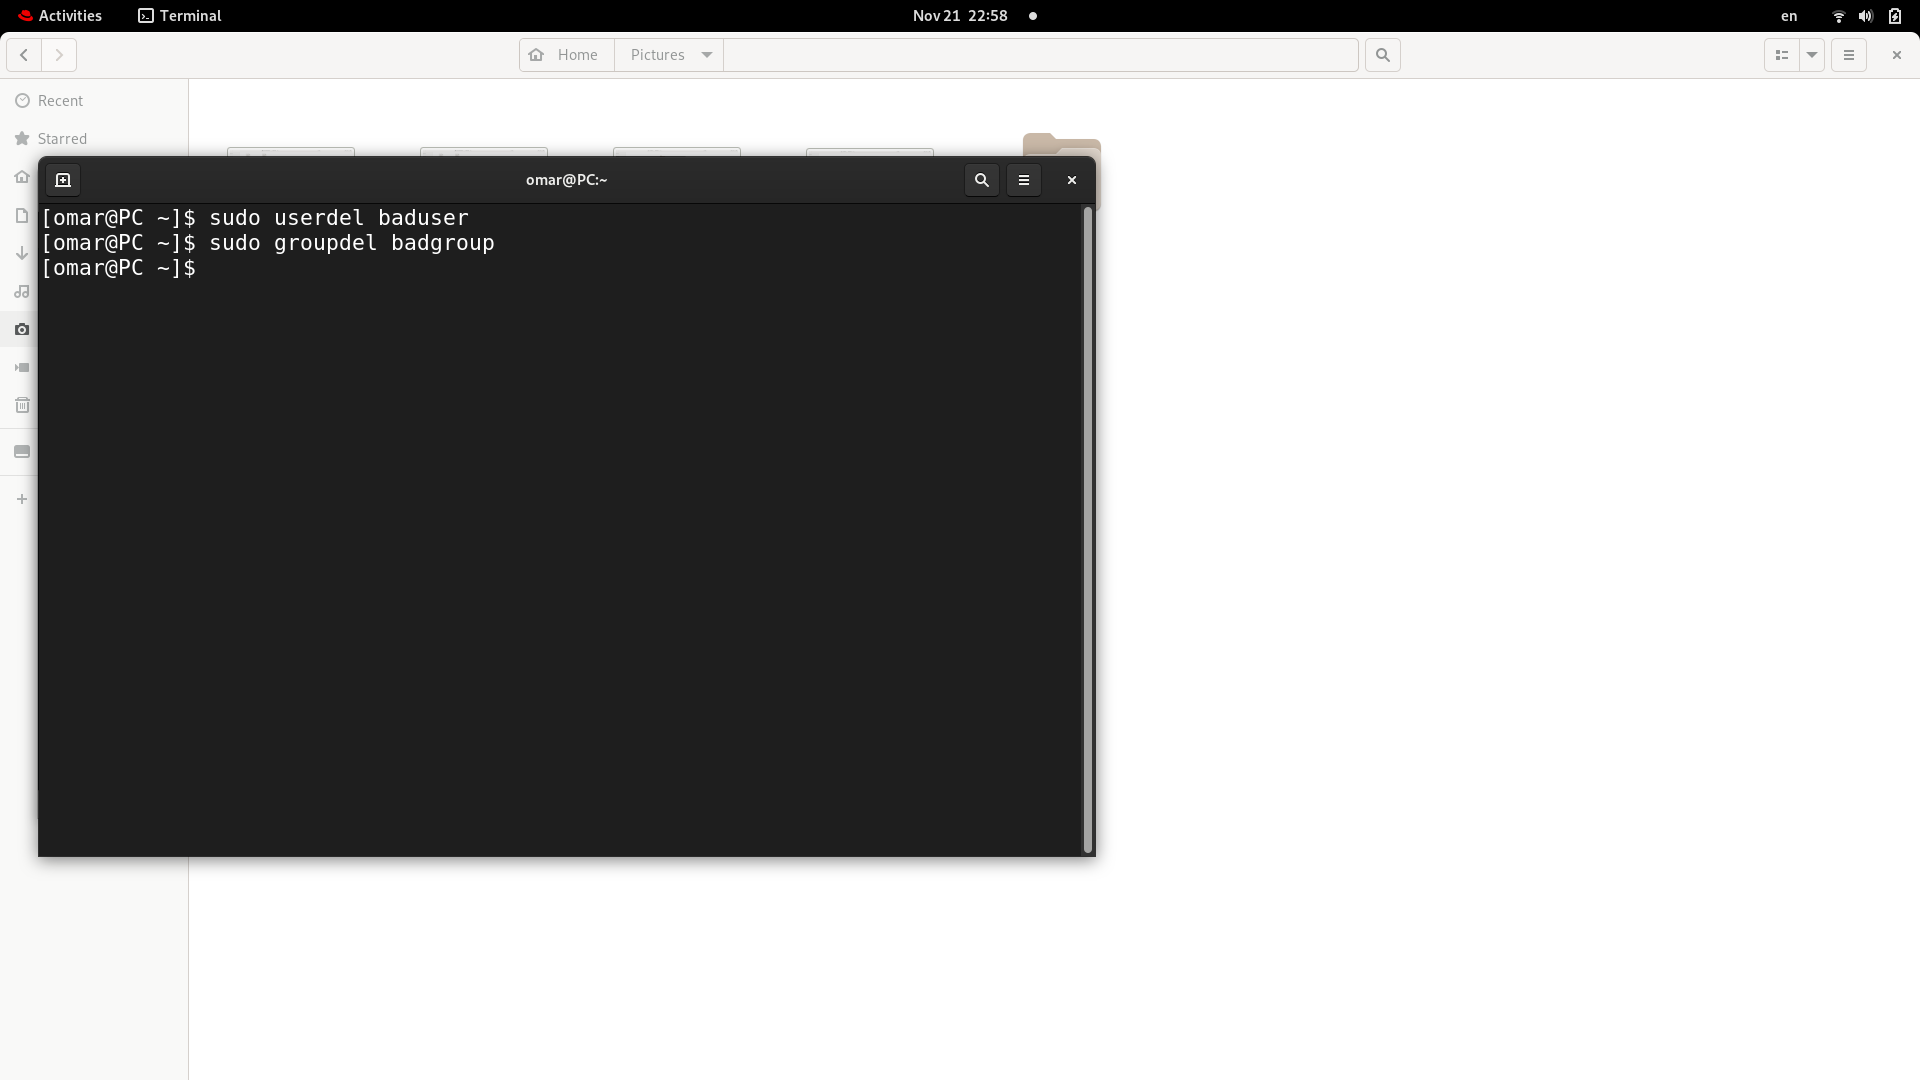 Activities Terminal Nov 21 22:58 en
Home Pictures
Recent
Starred
omar@PC:~
[omar@PC ~]$ sudo userdel baduser
[omar@PC ~]$ sudo groupdel badgroup
[omar@PC ~]$